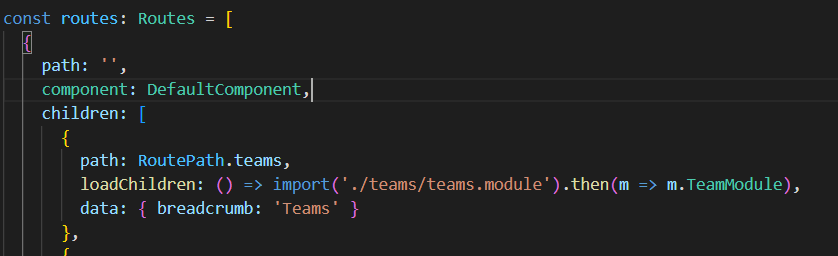 const routes: Routes = [
{
path: '',
component: DefaultComponent,
children: [
{
path: RoutePath.teams,
loadChildren: () => import('./teams/teams.module').then(m => m.TeamModule),
data: { breadcrumb: 'Teams' }
},
{